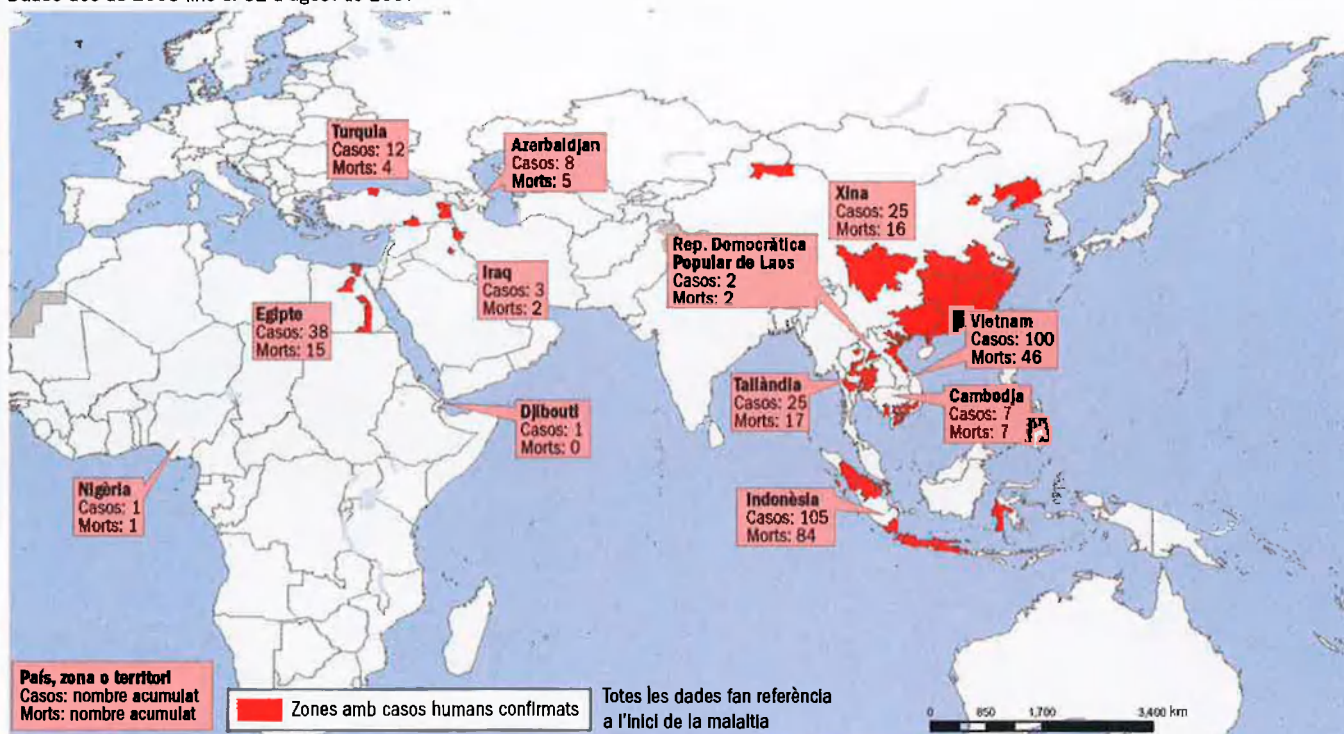 Turquia
Casos: 12
Morts: 4
Azerbaldjan
Casos: 8
Morts: 5
Xina
Casos: 25
Morts: 16
Rep. Democràtica
Popular de Laos
Casos: 2
Morts: 2
Iraq
Casos: 3
Morts: 2
Egipte
Casos: 38
Morts: 15
Vietnam
Casos: 100
Morts: 46
Tailàndia
Casos: 25
Morts: 17
Cambodja
Casos: 7
Morts: 7
Djibouti
Casos: 1
Morts: 0
Nigèria
Casos: 1
Morts: 1
Indonèsia
Casos: 105
Morts: 84
País, zona o territori
Casos: nombre acumulat
Morts: nombre acumulat
Zones amb casos humans confirmats
Totes les dades fan referència
a l'inici de la malaltia
0 850 1,700 3,400 km